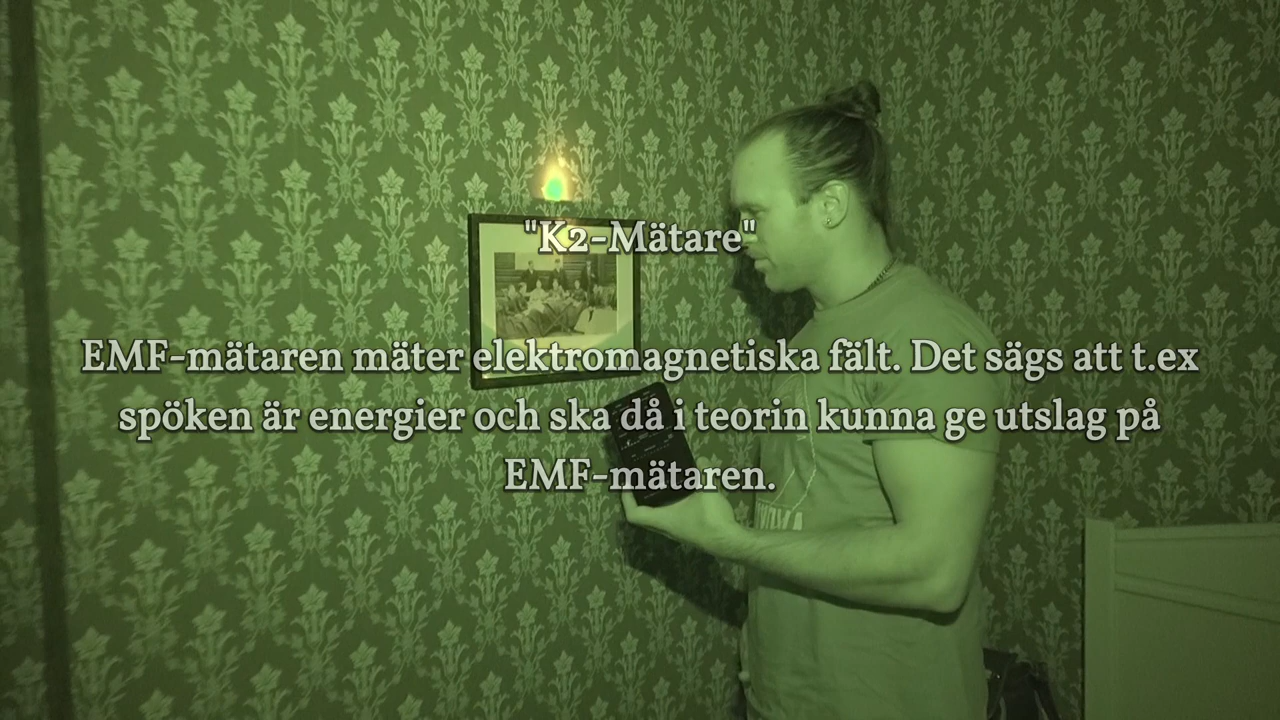 "K2-Mätare"
EMF-mätaren mäter elektromagnetiska fält. Det sägs att t.ex
spöken är energier och ska då i teorin kunna ge utslag på
EMF-mätaren.